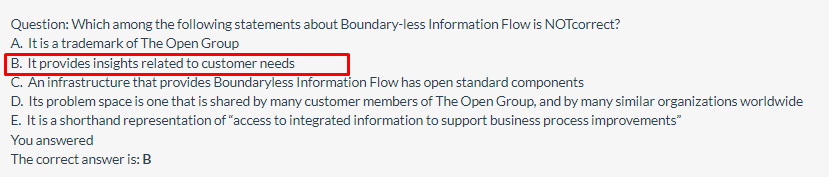 Question: Which among the following statements about Boundary-less Information Flow is NOTcorrect?
A. It is a trademark of The Open Group
B. It provides insights related to customer needs
C. An infrastructure that provides Boundaryless Information Flow has open standard components
D. Its problem space is one that is shared by many customer members of The Open Group, and by many similar organizations worldwide
E. It is a shorthand representation of “access to integrated information to support business process improvements”
You answered
The correct answer is: B